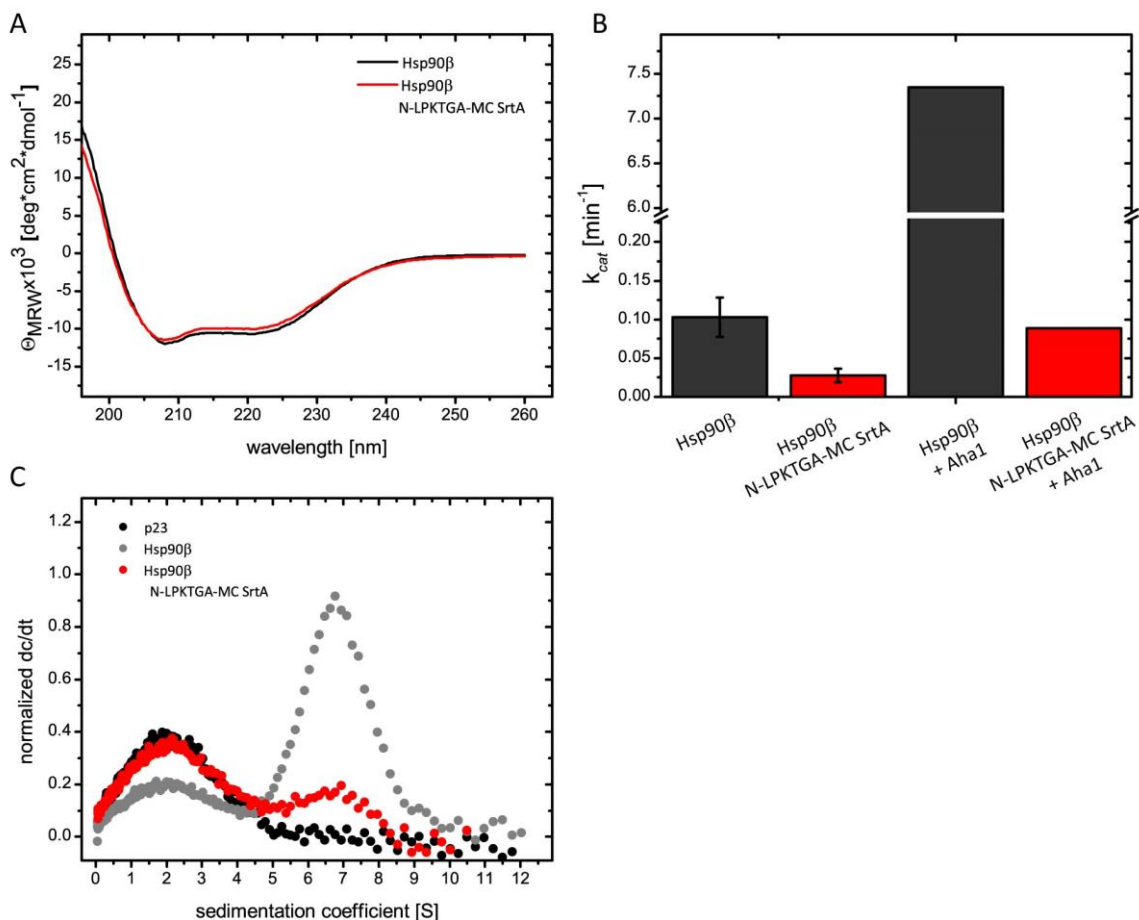 A
25
20
15
10
5
0
-5
-10
-15
ΘMRWx10³ [deg*cm²*dmol⁻¹]
Hsp90β
Hsp90β
N-LPKTGA-MC SrtA
200 210 220 230 240 250 260
wavelength [nm]
B
7.5
7.0
6.5
6.0
0.20
0.15
0.10
0.05
0.00
kcat [min⁻¹]
Hsp90β
Hsp90β
N-LPKTGA-MC SrtA
Hsp90β
+ Aha1
Hsp90β
N-LPKTGA-MC SrtA
+ Aha1
C
1.2
1.0
0.8
0.6
0.4
0.2
0.0
normalized dc/dt
p23
Hsp90β
Hsp90β
N-LPKTGA-MC SrtA
0 1 2 3 4 5 6 7 8 9 10 11 12
sedimentation coefficient [S]